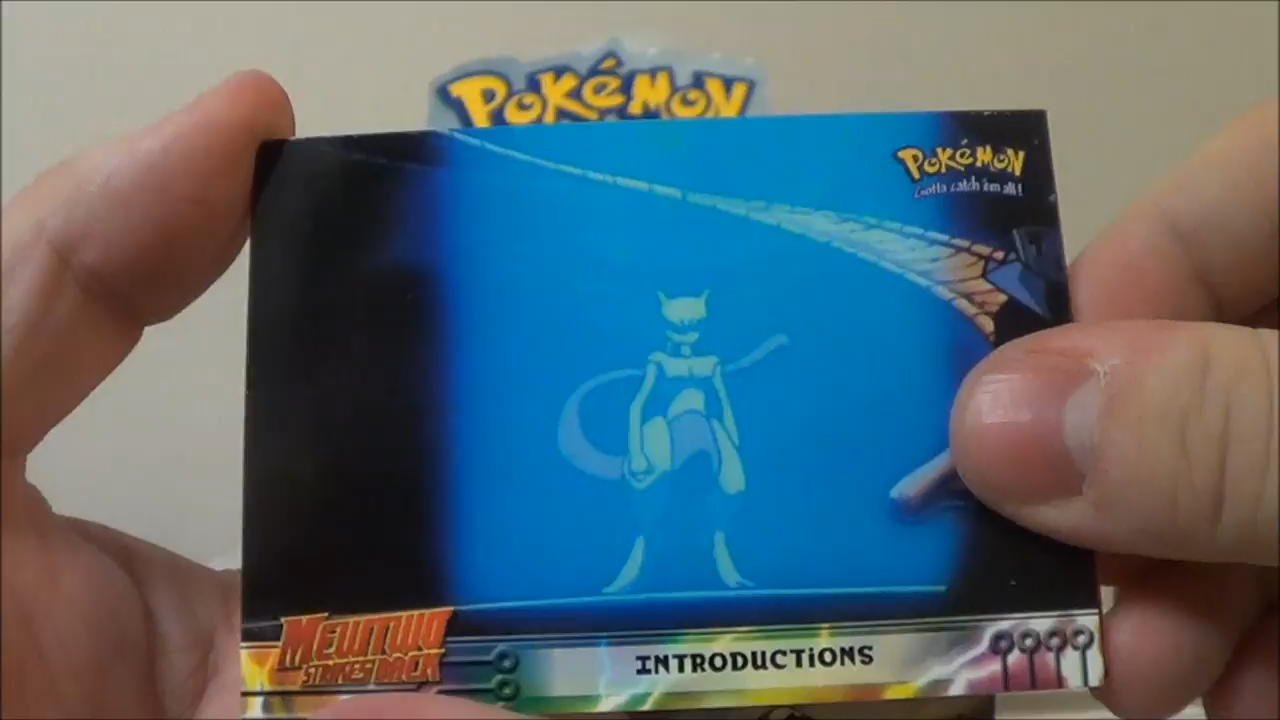 POKéMON
POKéMON
Gotta catch 'em all!
MEWTWO
STRIKES BACK
INTRODUCTiONS